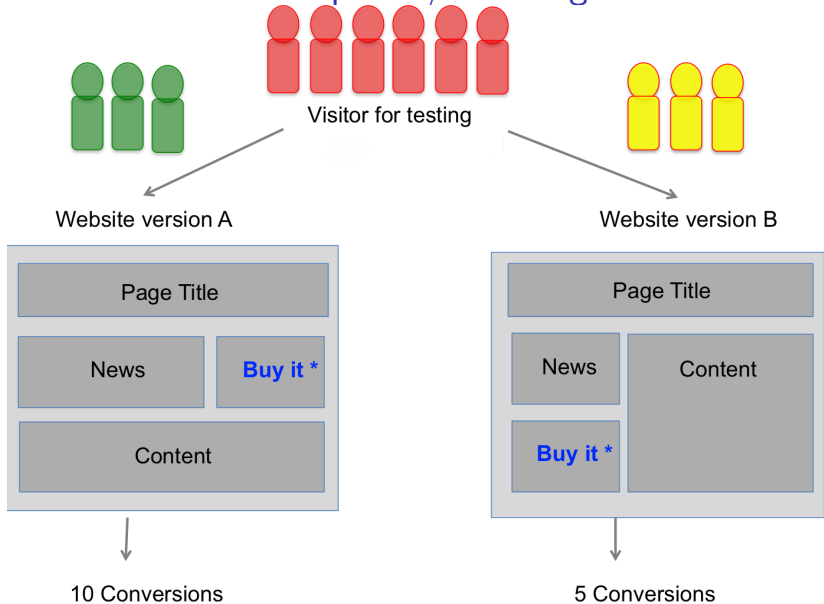 Visitor for testing
Website version A
Website version B
Page Title
News
Buy it *
Content
Page Title
News
Content
Buy it *
10 Conversions
5 Conversions